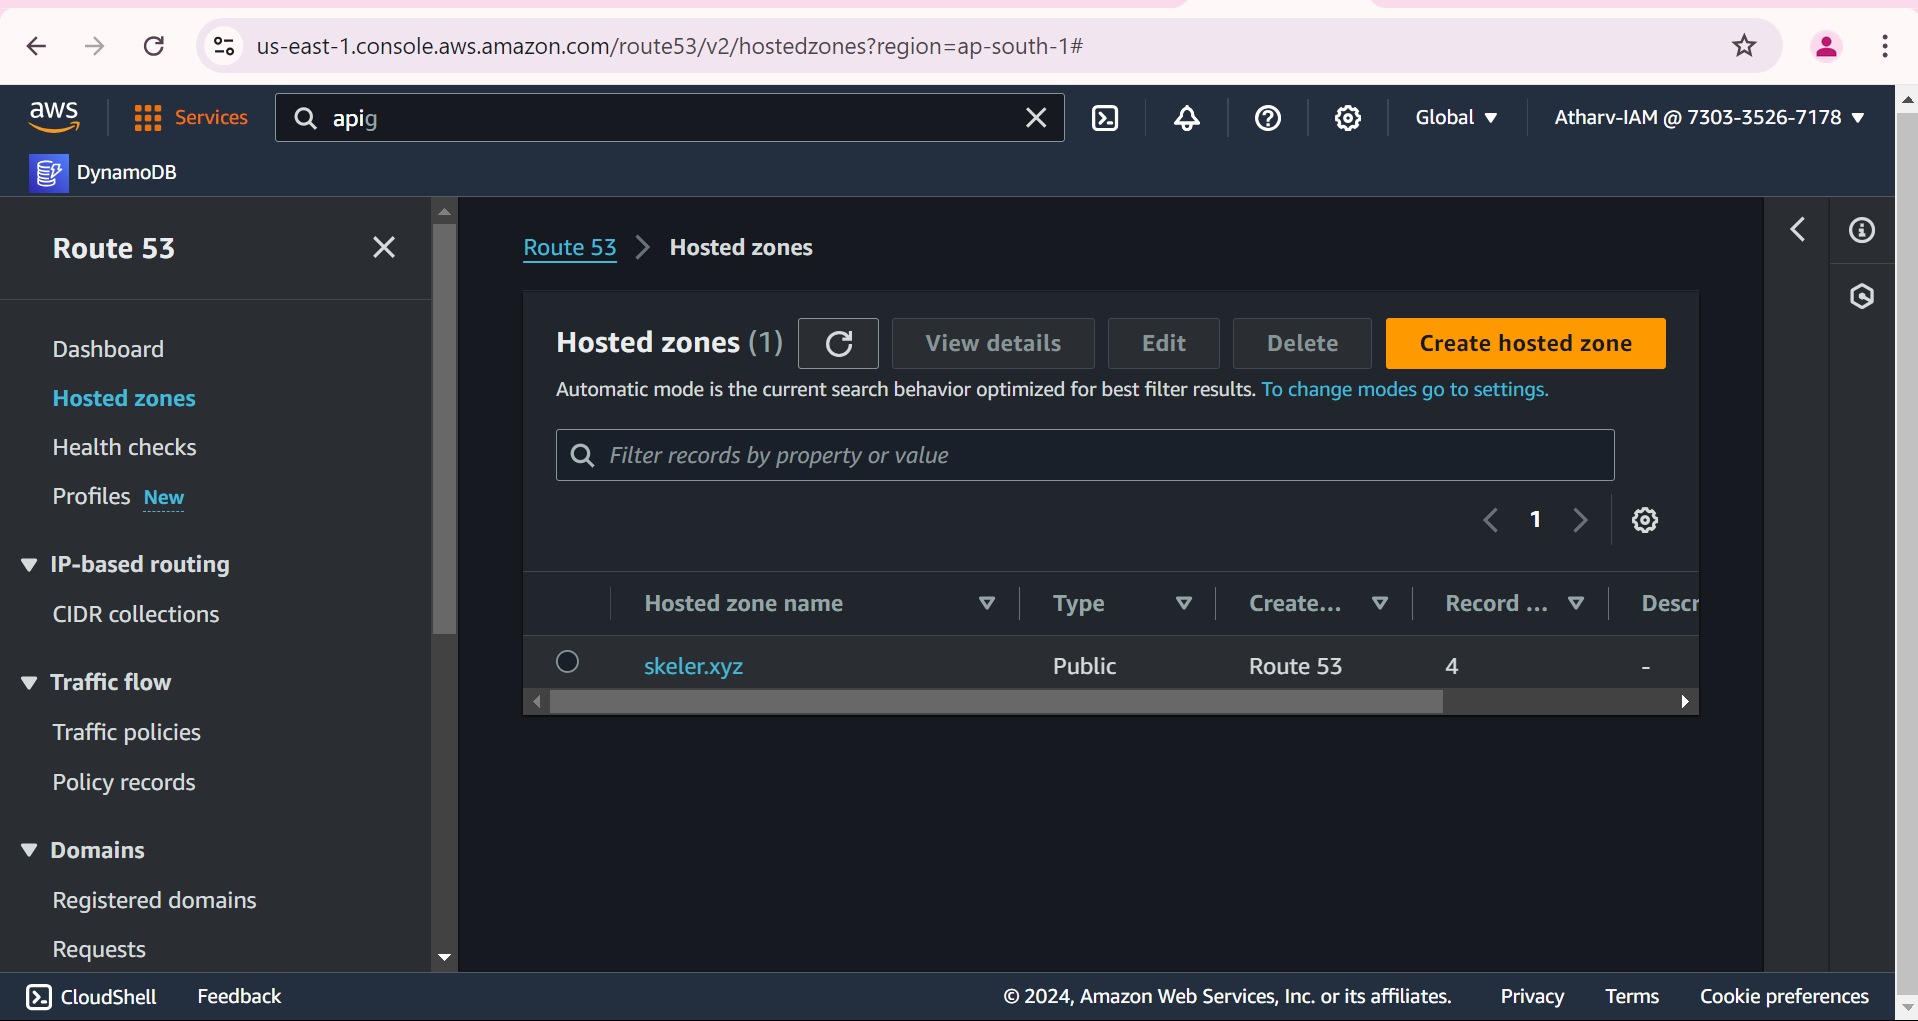 us-east-1.console.aws.amazon.com/route53/v2/hostedzones?region=ap-south-1#
aws
Services
apig
Global
Atharv-IAM @ 7303-3526-7178
DynamoDB
Route 53
Dashboard
Hosted zones
Health checks
Profiles New
IP-based routing
CIDR collections
Traffic flow
Traffic policies
Policy records
Domains
Registered domains
Requests
Route 53 > Hosted zones
Hosted zones (1)
View details
Edit
Delete
Create hosted zone
Automatic mode is the current search behavior optimized for best filter results. To change modes go to settings.
Filter records by property or value
1
Hosted zone name Type Create... Record ... Descr
skeler.xyz Public Route 53 4 -
CloudShell Feedback © 2024, Amazon Web Services, Inc. or its affiliates. Privacy Terms Cookie preferences